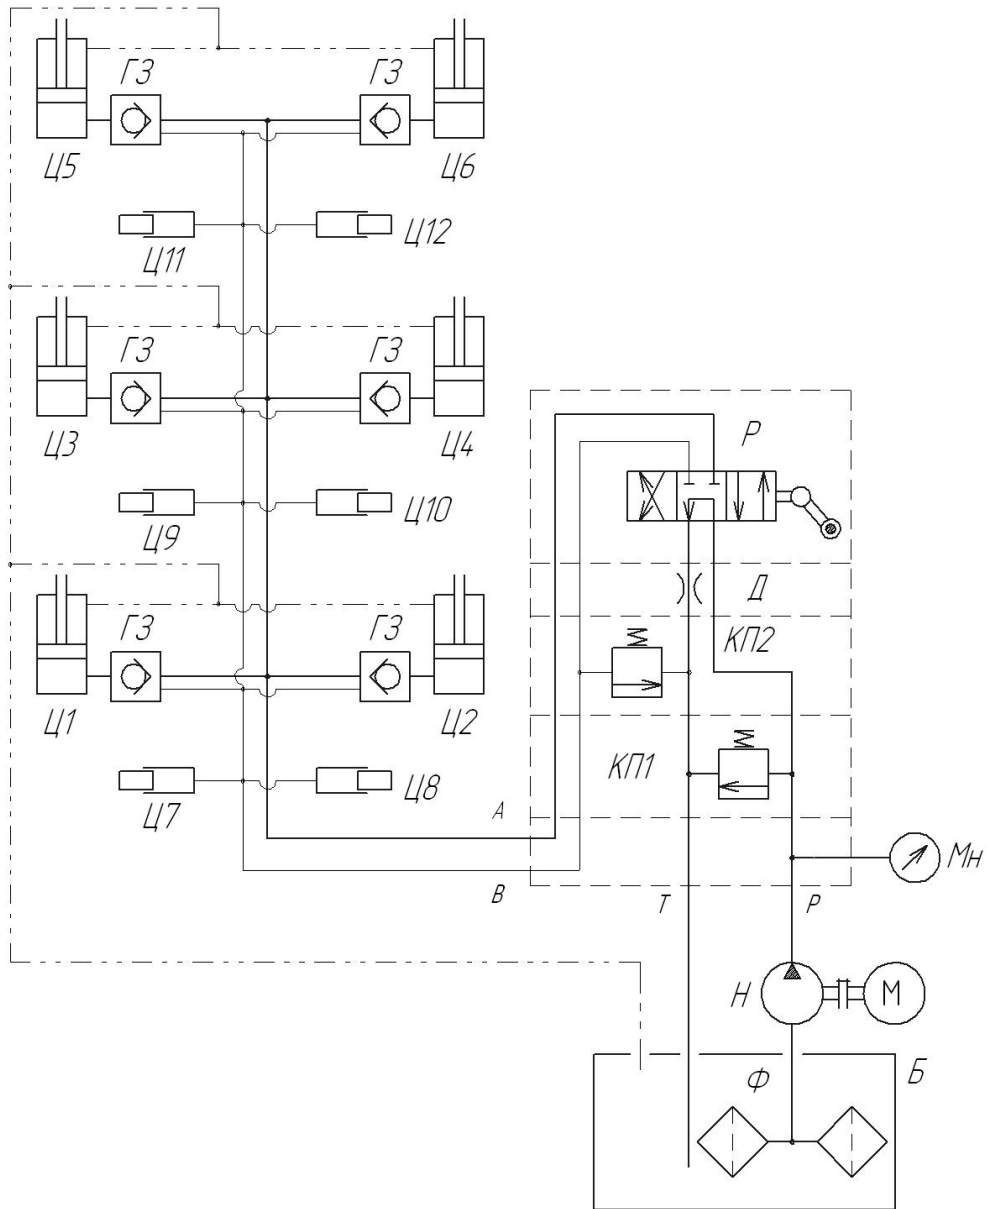 ГЗ ГЗ
Ц5 Ц6
Ц11 Ц12
ГЗ ГЗ
Ц3 Ц4
Р
Ц9 Ц10
Д
ГЗ ГЗ
КП2
Ц1 Ц2
КП1
Ц7 Ц8
А
Мн
В Т Р
Н М
Ф Б